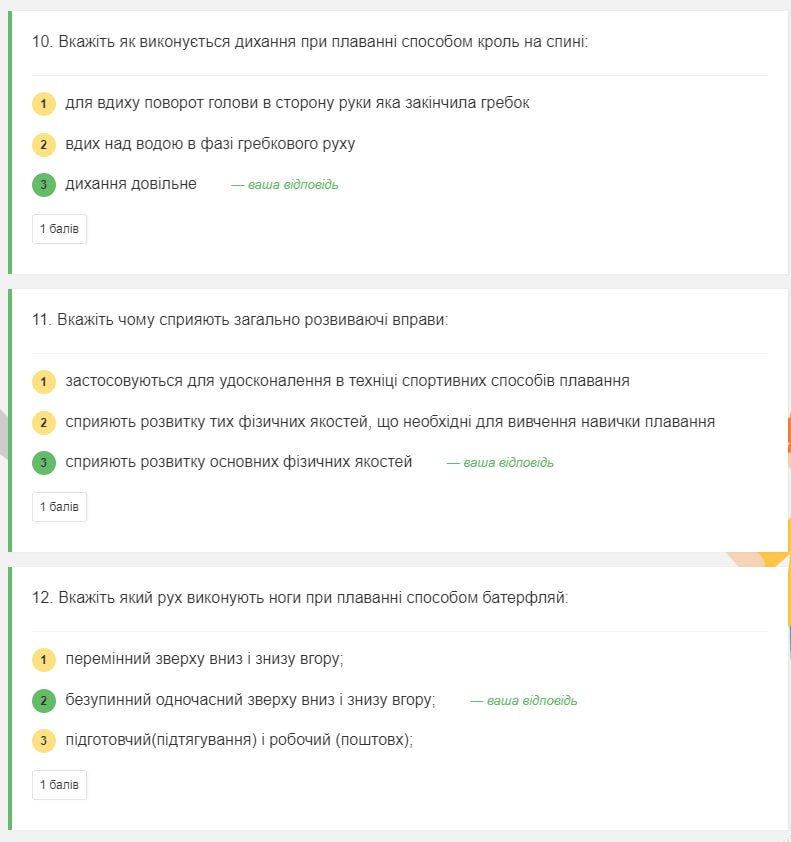 10. Вкажіть як виконується дихання при плаванні способом кроль на спині:
1 для вдиху поворот голови в сторону руки яка закінчила гребок
2 вдих над водою в фазі гребкового руху
3 дихання довільне — ваша відповідь
1 балів
11. Вкажіть чому сприяють загально розвиваючі вправи:
1 застосовуються для удосконалення в техніці спортивних способів плавання
2 сприяють розвитку тих фізичних якостей, що необхідні для вивчення навички плавання
3 сприяють розвитку основних фізичних якостей — ваша відповідь
1 балів
12. Вкажіть який рух виконують ноги при плаванні способом батерфляй:
1 перемінний зверху вниз і знизу вгору;
2 безупинний одночасний зверху вниз і знизу вгору; — ваша відповідь
3 підготовчий(підтягування) і робочий (поштовх);
1 балів